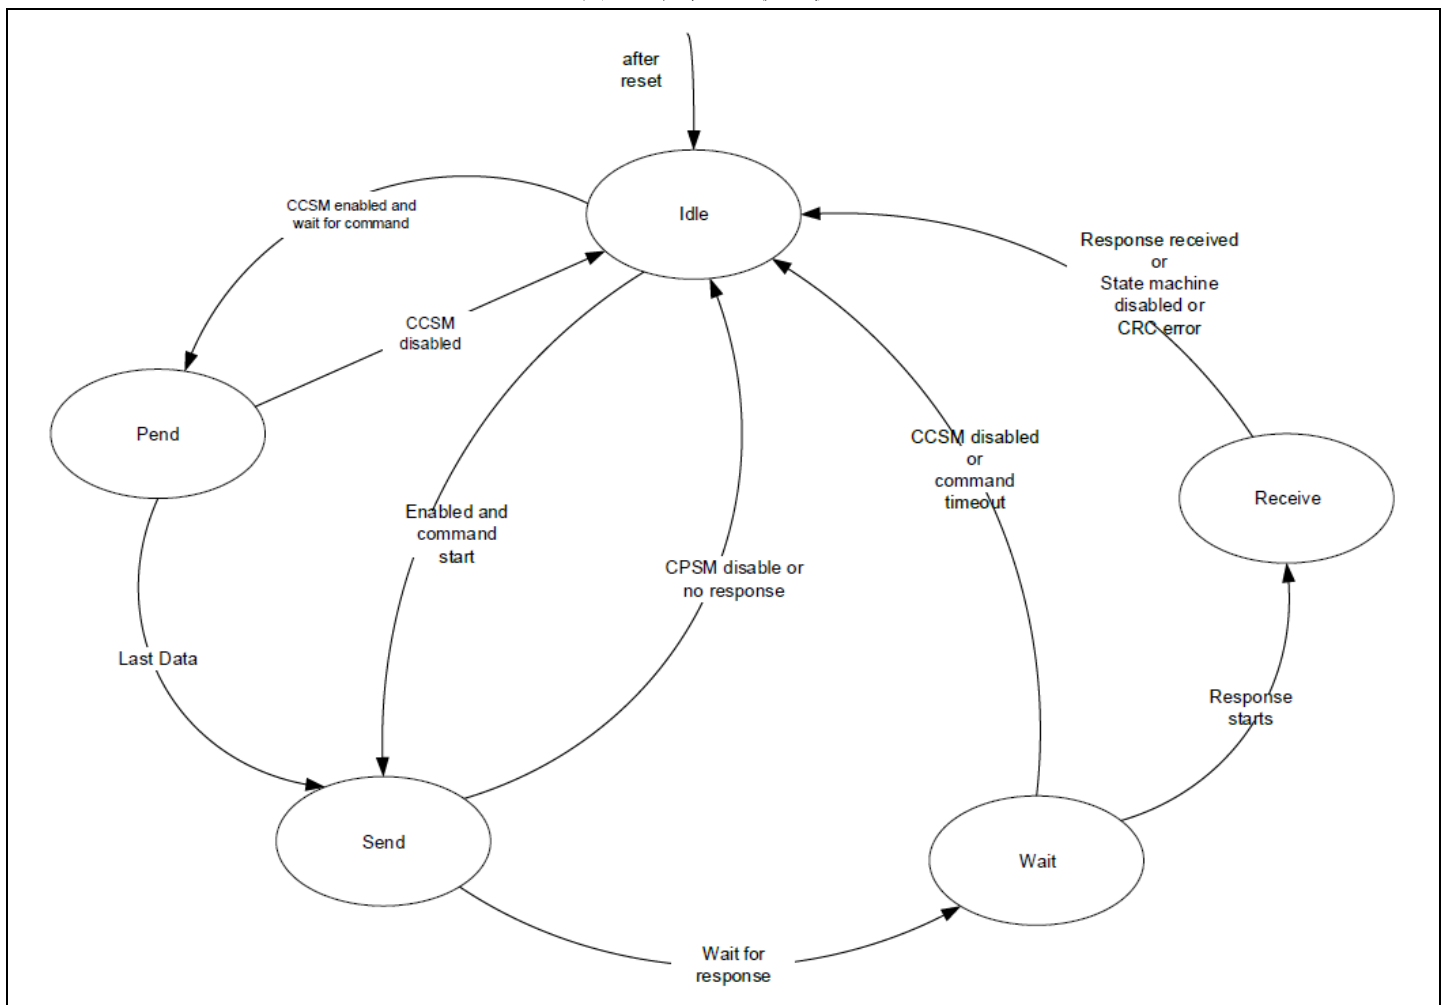 after
reset
Idle
CCSM enabled and
wait for command
CCSM
disabled
Response received
or
State machine
disabled or
CRC error
Pend
CCSM disabled
or
command
timeout
Receive
Enabled and
command
start
CPSM disable or
no response
Last Data
Response
starts
Send
Wait
Wait for
response